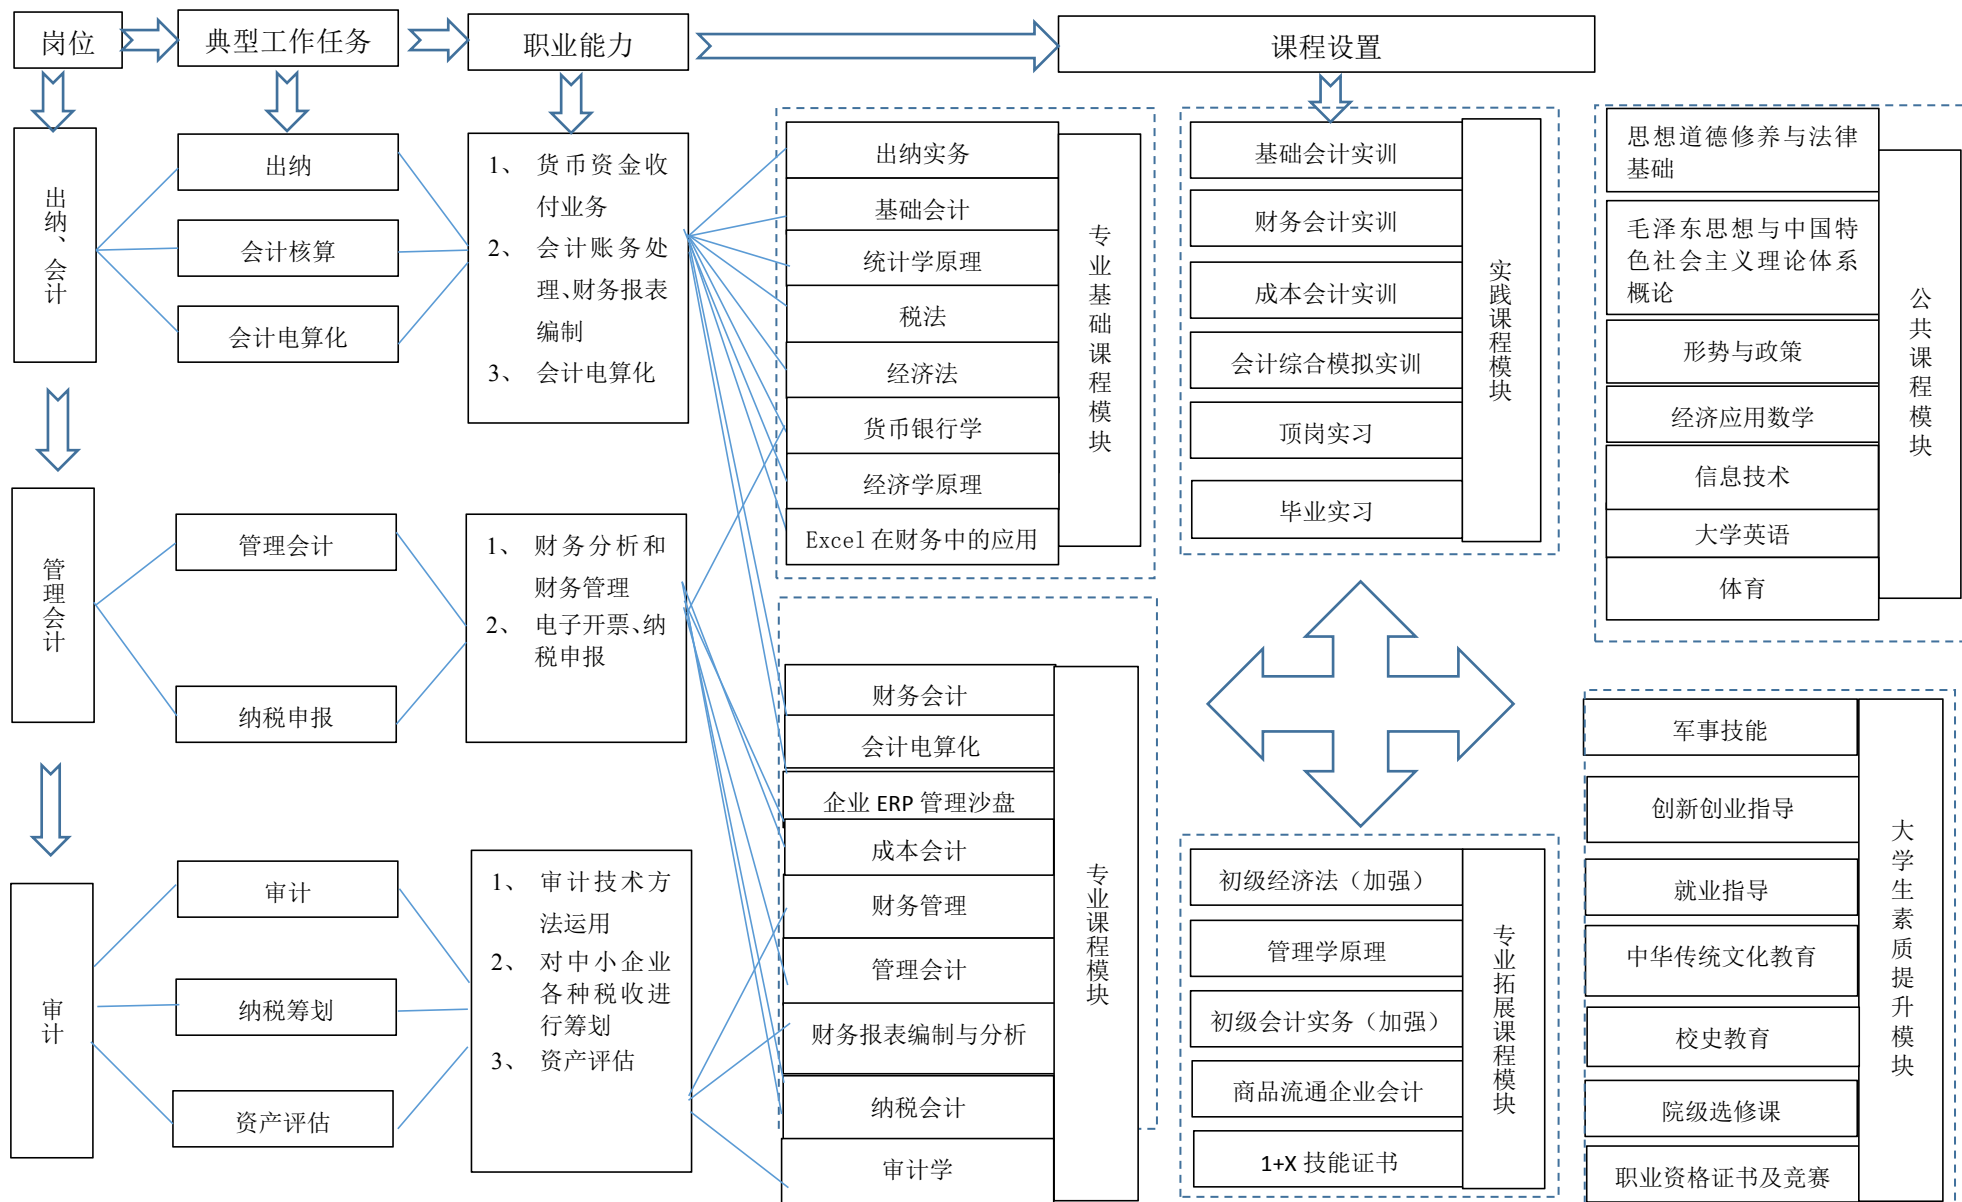 岗位
典型工作任务
职业能力
课程设置
出纳、会计
出纳
会计核算
会计电算化
1、 货币资金收
付业务
2、 会计账务处
理、财务报表
编制
3、 会计电算化
管理会计
管理会计
纳税申报
1、 财务分析和
财务管理
2、 电子开票、纳
税申报
审计
审计
纳税筹划
资产评估
1、 审计技术方
法运用
2、 对中小企业
各种税收进
行筹划
3、 资产评估
出纳实务
基础会计
统计学原理
税法
经济法
货币银行学
经济学原理
Excel 在财务中的应用
专业基础课程模块
财务会计
会计电算化
企业 ERP 管理沙盘
成本会计
财务管理
管理会计
财务报表编制与分析
纳税会计
审计学
专业课程模块
基础会计实训
财务会计实训
成本会计实训
会计综合模拟实训
顶岗实习
毕业实习
实践课程模块
初级经济法（加强）
管理学原理
初级会计实务（加强）
商品流通企业会计
1+X 技能证书
专业拓展课程模块
思想道德修养与法律
基础
毛泽东思想与中国特
色社会主义理论体系
概论
形势与政策
经济应用数学
信息技术
大学英语
体育
公共课程模块
军事技能
创新创业指导
就业指导
中华传统文化教育
校史教育
院级选修课
职业资格证书及竞赛
大学生素质提升模块